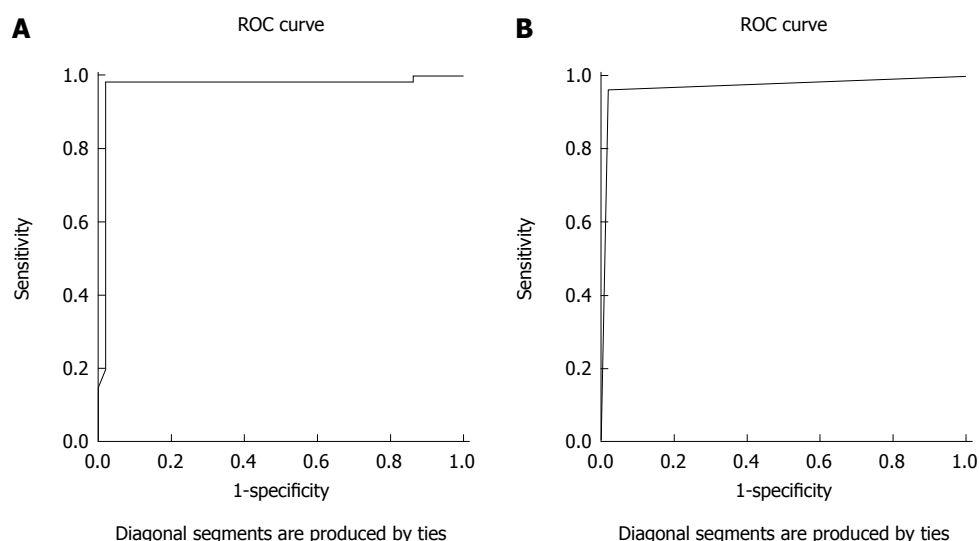 A
ROC curve
1.0
0.8
0.6
0.4
0.2
0.0
Sensitivity
0.0 0.2 0.4 0.6 0.8 1.0
1-specificity
Diagonal segments are produced by ties
B
ROC curve
1.0
0.8
0.6
0.4
0.2
0.0
Sensitivity
0.0 0.2 0.4 0.6 0.8 1.0
1-specificity
Diagonal segments are produced by ties